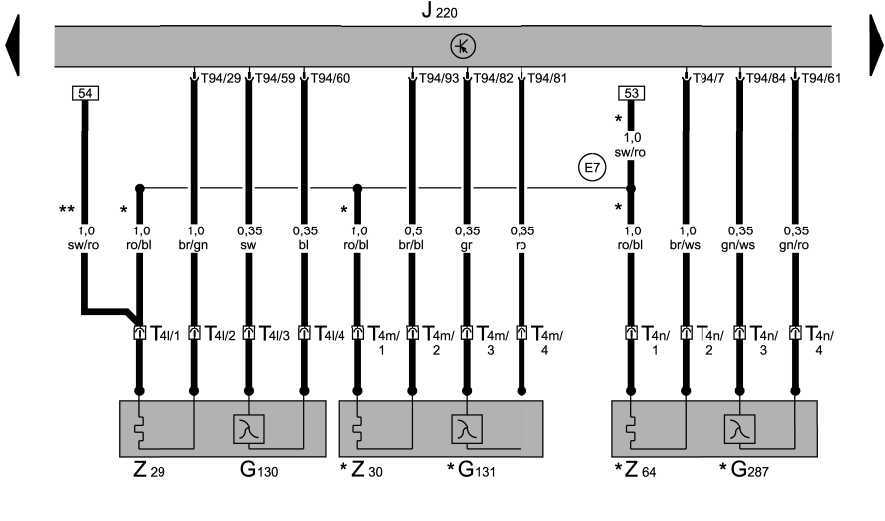 J 220
T94/29 T94/59 T94/60 T94/93 T94/82 T94/81 T94/7 T94/84 T94/61
54 53
*
1,0
sw/ro
E7
** * * *
1,0 1,0 1,0 0,35 0,35 1,0 0,5 0,35 0,35 1,0 1,0 0,35 0,35
sw/ro ro/bl br/gn sw bl ro/bl br/bl gr ro/bl br/ws gn/ws gn/ro
T4l/1 T4l/2 T4l/3 T4l/4 T4m/1 T4m/2 T4m/3 T4m/4 T4n/1 T4n/2 T4n/3 T4n/4
Z 29 G130 * Z 30 * G131 * Z 64 * G287